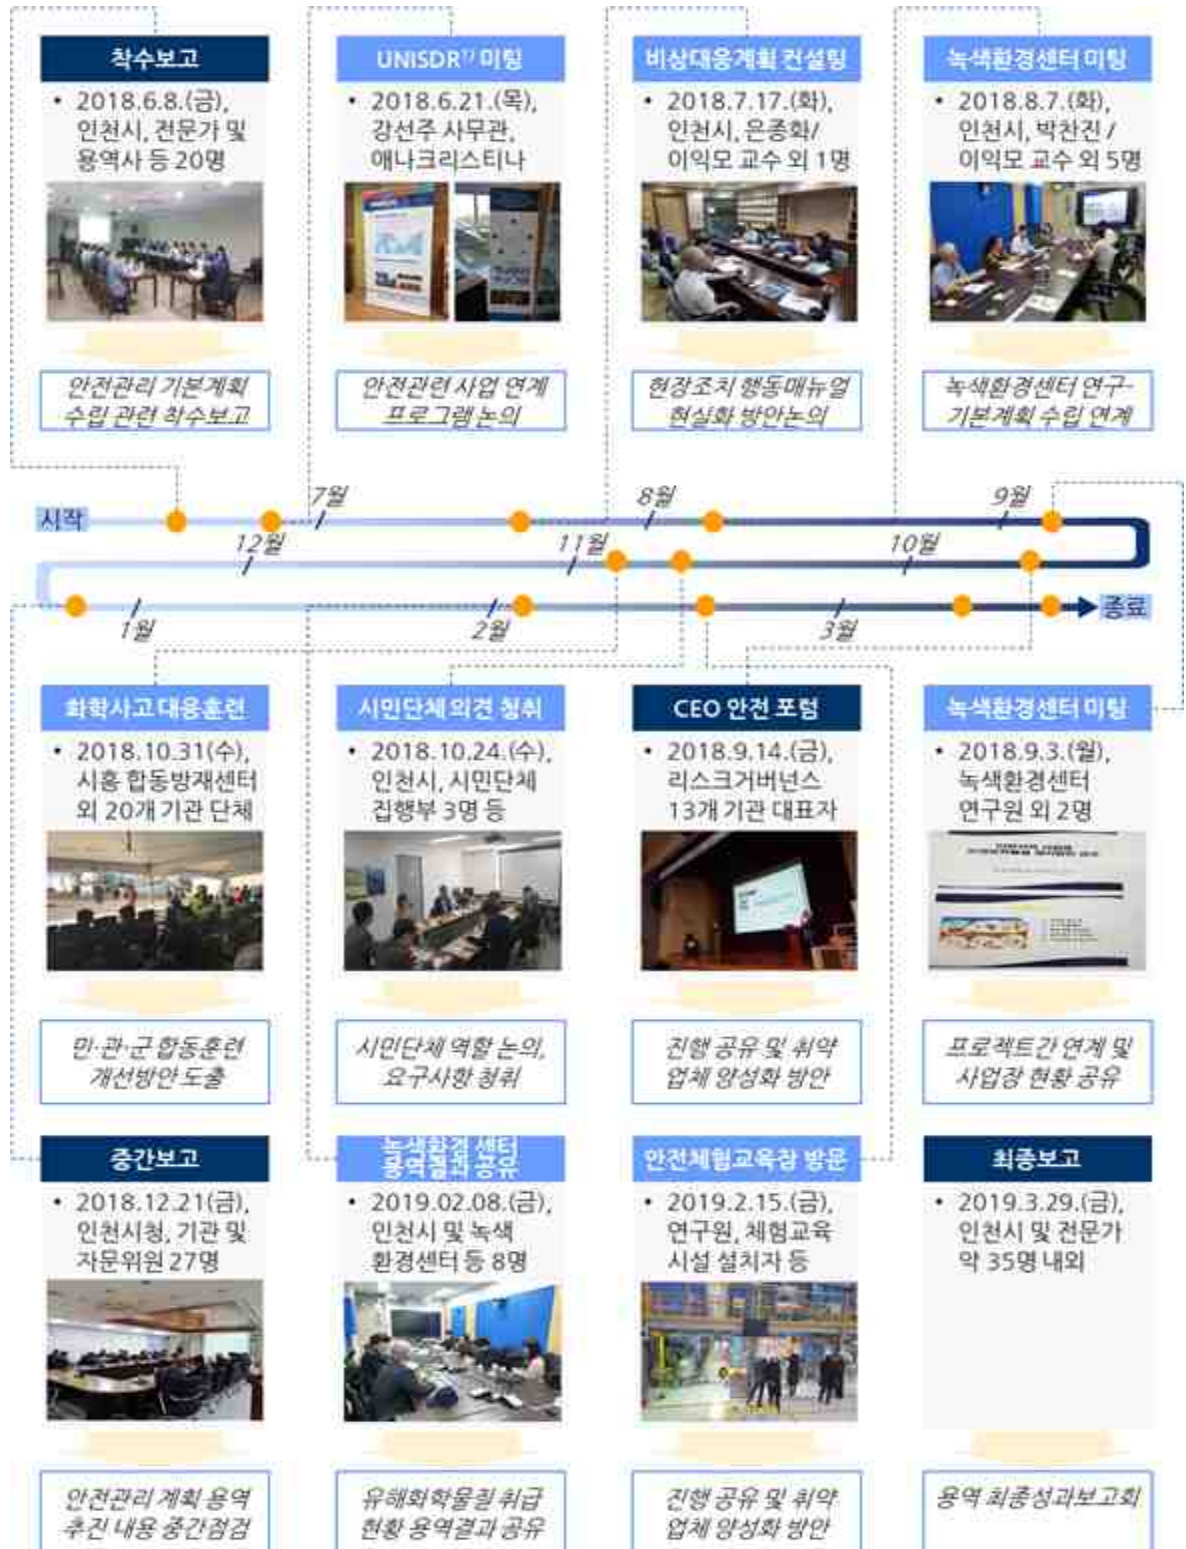 착수보고
• 2018.6.8.(금),
인천시, 전문가 및
용역사 등 20명
안전관리 기본계획
수립 관련 착수보고
UNISDR¹⁾ 미팅
• 2018.6.21.(목),
강선주 사무관,
애나크리스티나
안전관련 사업 연계
프로그램 논의
비상대응계획 컨설팅
• 2018.7.17.(화),
인천시, 은종화/
이익모 교수 외 1명
현장조치 행동매뉴얼
현실화 방안논의
녹색환경센터 미팅
• 2018.8.7.(화),
인천시, 박찬진 /
이익모 교수 외 5명
녹색환경센터 연구-
기본계획 수립 연계
시작
7월
8월
9월
12월
11월
10월
1월
2월
3월
종료
화학사고 대응훈련
• 2018.10.31(수),
시흥 합동방재센터
외 20개 기관 단체
민·관·군 합동훈련
개선방안 도출
시민단체 의견 청취
• 2018.10.24.(수),
인천시, 시민단체
집행부 3명 등
시민단체 역할 논의,
요구사항 청취
CEO 안전 포럼
• 2018.9.14.(금),
리스크거버넌스
13개 기관 대표자
진행 공유 및 취약
업체 양성화 방안
녹색환경센터 미팅
• 2018.9.3.(월),
녹색환경센터
연구원 외 2명
프로젝트간 연계 및
사업장 현황 공유
중간보고
• 2018.12.21(금),
인천시청, 기관 및
자문위원 27명
안전관리 계획 용역
추진 내용 중간점검
녹색환경 센터
용역결과 공유
• 2019.02.08.(금),
인천시 및 녹색
환경센터 등 8명
유해화학물질 취급
현황 용역결과 공유
안전체험교육장 방문
• 2019.2.15.(금),
연구원, 체험교육
시설 설치자 등
진행 공유 및 취약
업체 양성화 방안
최종보고
• 2019.3.29.(금),
인천시 및 전문가
약 35명 내외
용역 최종성과보고회